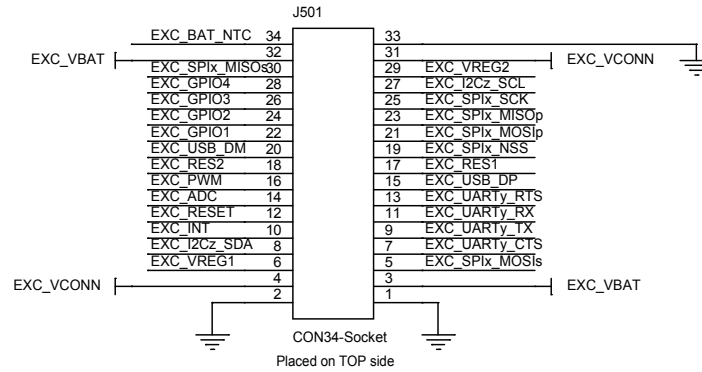 J501
EXC_BAT_NTC 34 33
EXC_VBAT 32 31 EXC_VCONN
EXC_SPIx_MISOs 30 29 EXC_VREG2
EXC_GPIO4 28 27 EXC_I2Cz_SCL
EXC_GPIO3 26 25 EXC_SPIx_SCK
EXC_GPIO2 24 23 EXC_SPIx_MISOp
EXC_GPIO1 22 21 EXC_SPIx_MOSIp
EXC_USB_DM 20 19 EXC_SPIx_NSS
EXC_RES2 18 17 EXC_RES1
EXC_PWM 16 15 EXC_USB_DP
EXC_ADC 14 13 EXC_UARTy_RTS
EXC_RESET 12 11 EXC_UARTy_RX
EXC_INT 10 9 EXC_UARTy_TX
EXC_I2Cz_SDA 8 7 EXC_UARTy_CTS
EXC_VREG1 6 5 EXC_SPIx_MOSIs
EXC_VCONN 4 3 EXC_VBAT
2 1
CON34-Socket
Placed on TOP side